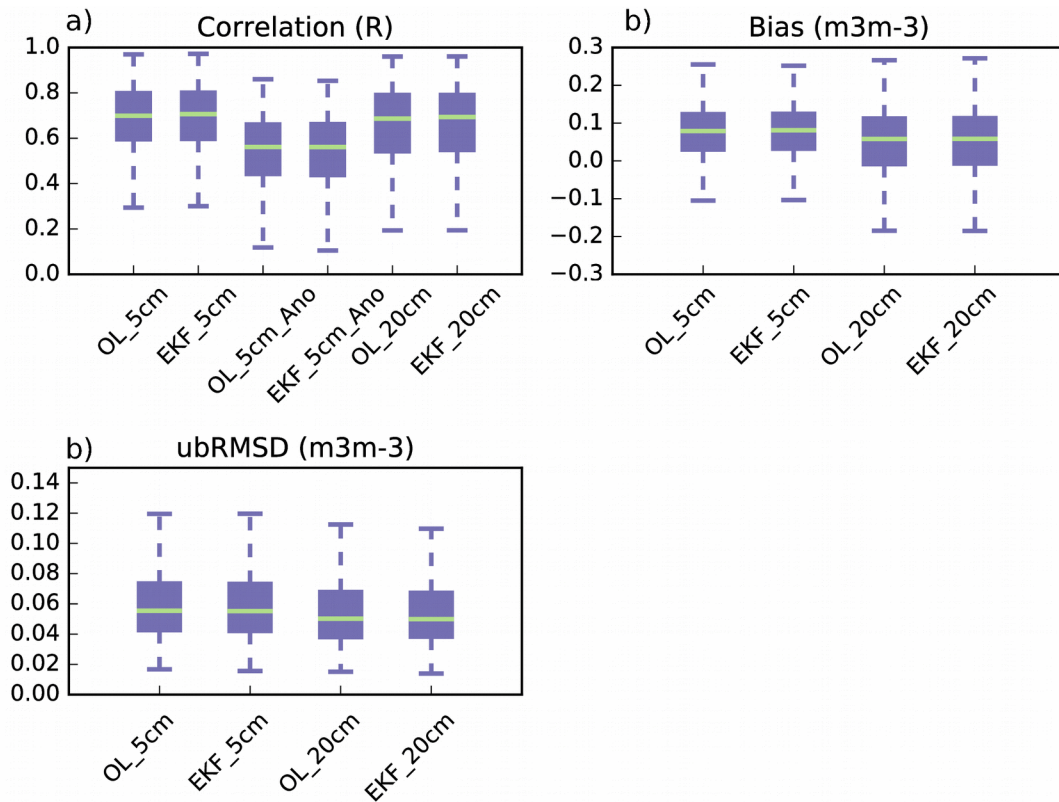 a) Correlation (R)
1.0
0.8
0.6
0.4
0.2
0.0
OL_5cm
EKF_5cm
OL_5cm_Ano
EKF_5cm_Ano
OL_20cm
EKF_20cm
b) Bias (m3m-3)
0.3
0.2
0.1
0.0
−0.1
−0.2
−0.3
OL_5cm
EKF_5cm
OL_20cm
EKF_20cm
b) ubRMSD (m3m-3)
0.14
0.12
0.10
0.08
0.06
0.04
0.02
0.00
OL_5cm
EKF_5cm
OL_20cm
EKF_20cm